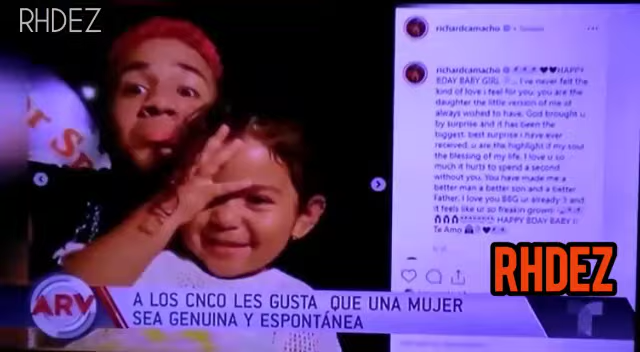 RHDEZ
richardcamacho
richardcamacho HAPPY
BDAY BABY GIRL I've never felt the
kind of love i feel for you. you are the
daughter the little version of me of
always wished to have. God brought u
by surprise and it has been the
biggest, best surprise i have ever
received. u are the highlight if my soul
the blessing of my life. I love u so
much it hurts to spend a second
without you. You have made me a
better man a better son and a better
Father. I love you BBG ur already 3 and it
feels like ur so freakin grown
HAPPY BDAY BABY
Te Amo
RHDEZ
ARV
A LOS CNCO LES GUSTA QUE UNA MUJER
SEA GENUINA Y ESPONTÁNEA
T